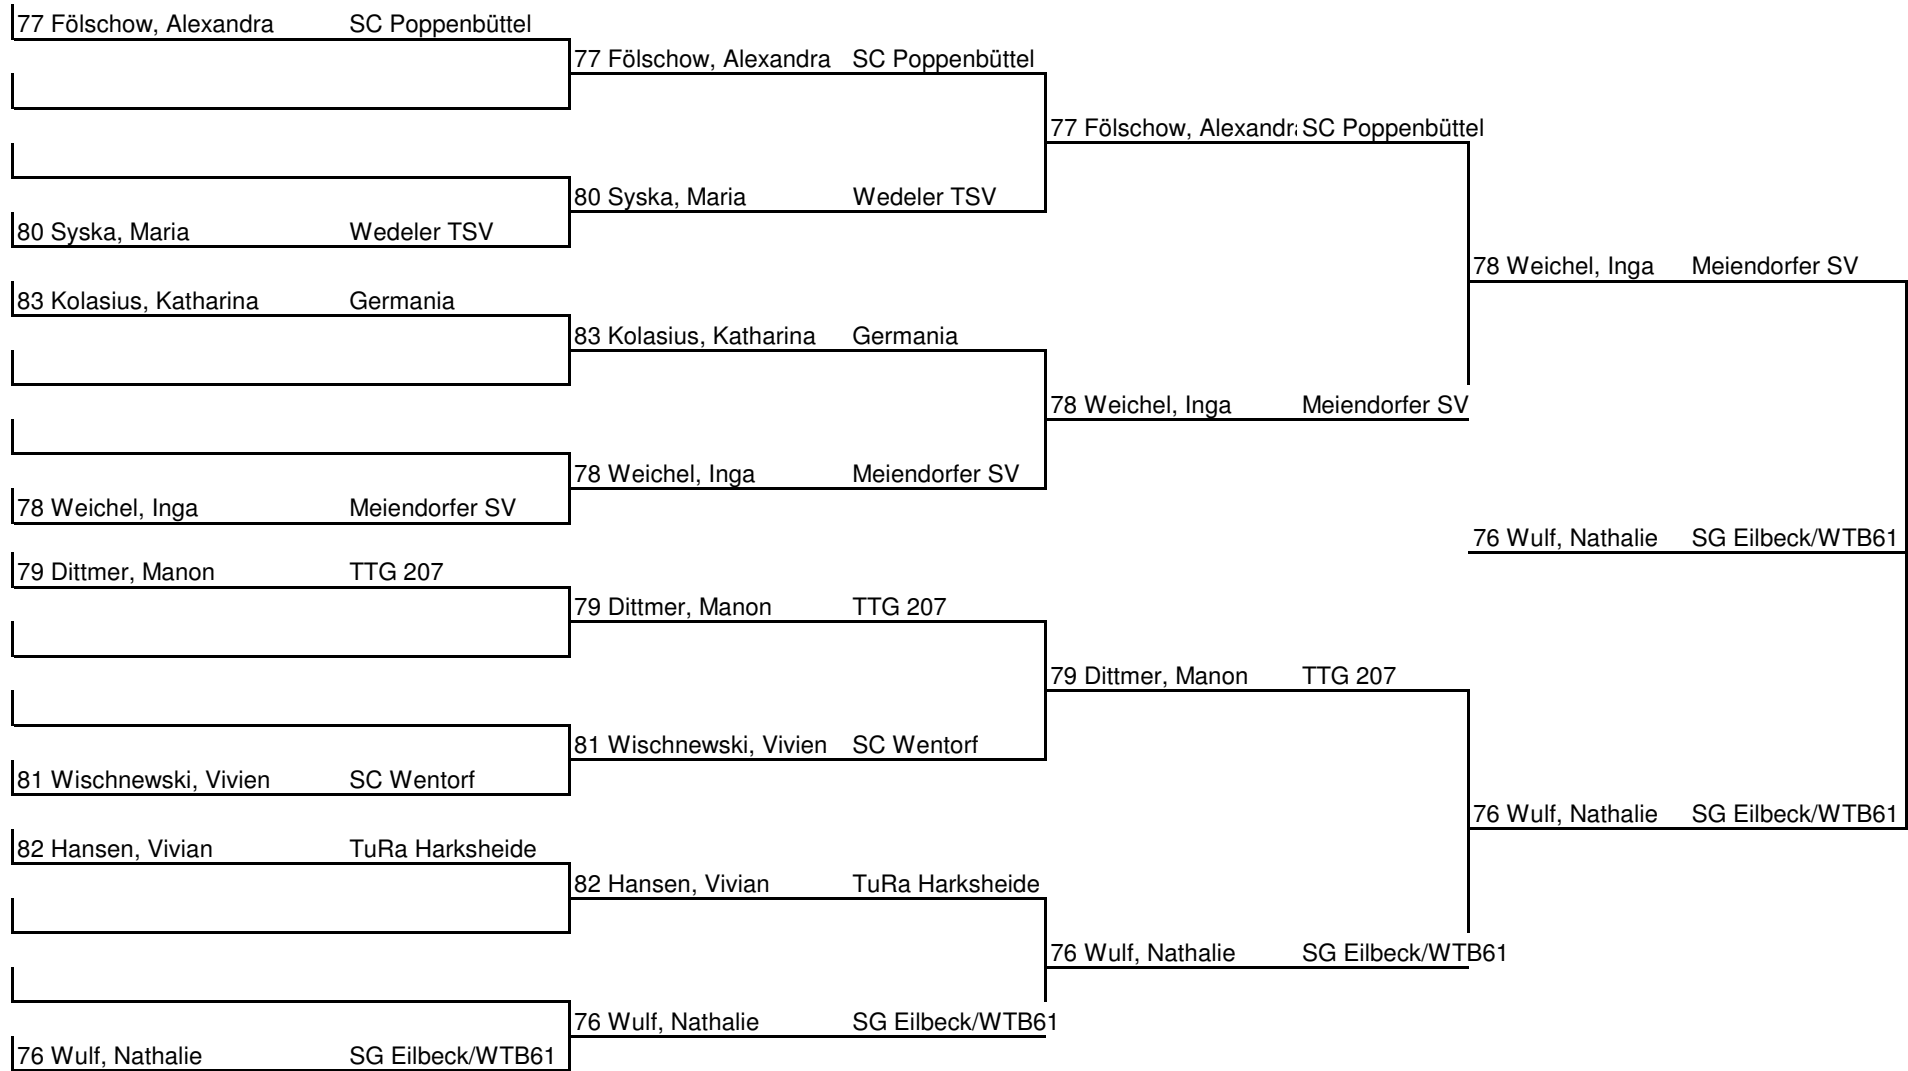 77 Fölschow, Alexandra SC Poppenbüttel
77 Fölschow, Alexandra SC Poppenbüttel
77 Fölschow, Alexandr SC Poppenbüttel
80 Syska, Maria Wedeler TSV
80 Syska, Maria Wedeler TSV
78 Weichel, Inga Meiendorfer SV
83 Kolasius, Katharina Germania
83 Kolasius, Katharina Germania
78 Weichel, Inga Meiendorfer SV
78 Weichel, Inga Meiendorfer SV
78 Weichel, Inga Meiendorfer SV
76 Wulf, Nathalie SG Eilbeck/WTB61
79 Dittmer, Manon TTG 207
79 Dittmer, Manon TTG 207
79 Dittmer, Manon TTG 207
81 Wischnewski, Vivien SC Wentorf
81 Wischnewski, Vivien SC Wentorf
76 Wulf, Nathalie SG Eilbeck/WTB61
82 Hansen, Vivian TuRa Harksheide
82 Hansen, Vivian TuRa Harksheide
76 Wulf, Nathalie SG Eilbeck/WTB61
76 Wulf, Nathalie SG Eilbeck/WTB61
76 Wulf, Nathalie SG Eilbeck/WTB61